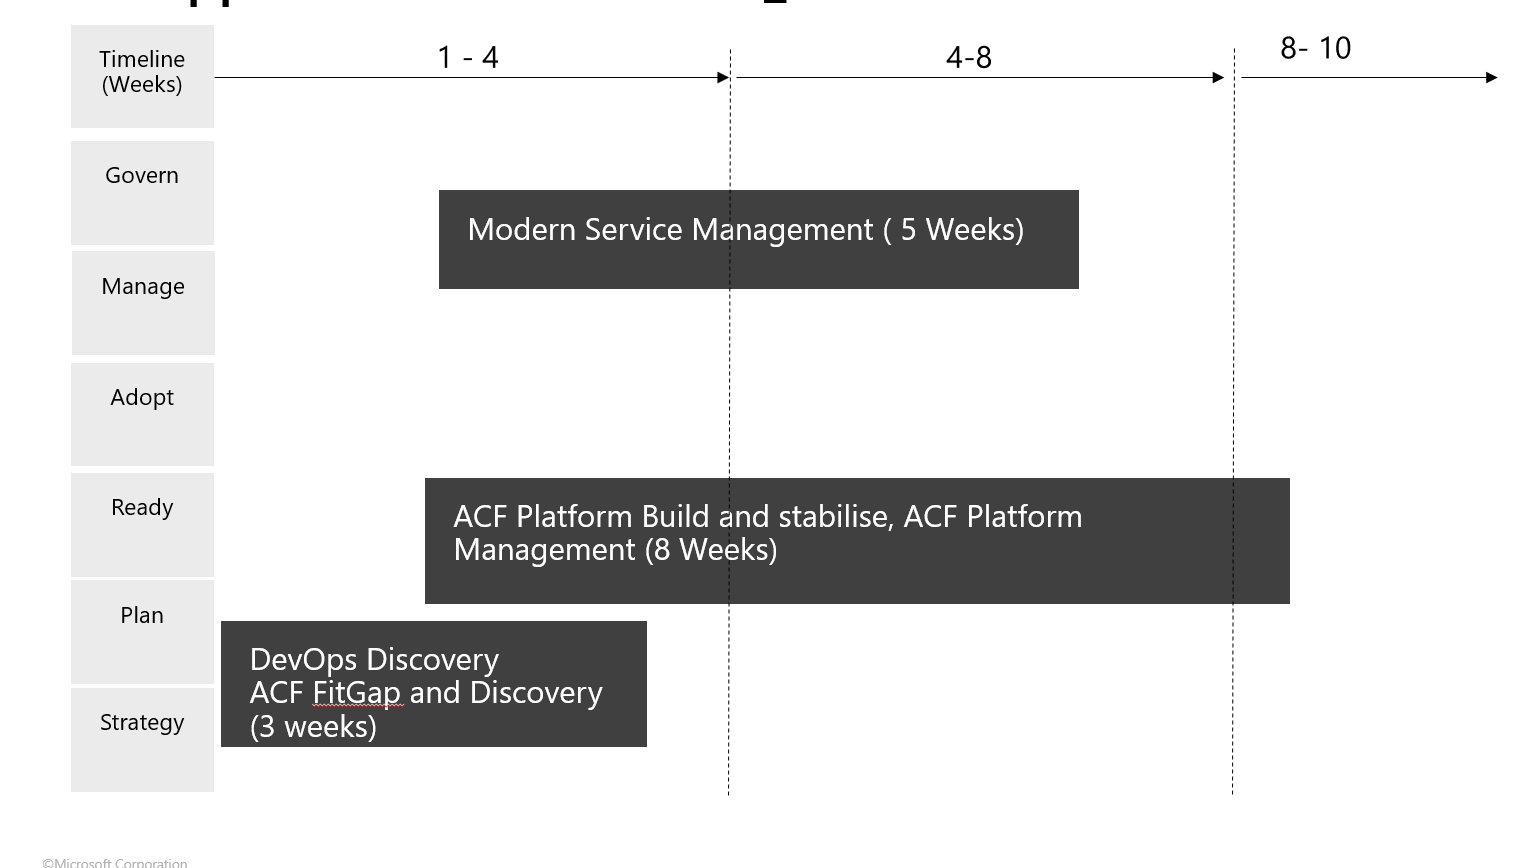 Timeline
(Weeks)
1 - 4
4-8
8- 10
Govern
Modern Service Management ( 5 Weeks)
Manage
Adopt
Ready
ACF Platform Build and stabilise, ACF Platform
Management (8 Weeks)
Plan
DevOps Discovery
ACF FitGap and Discovery
(3 weeks)
Strategy
©Microsoft Corporation